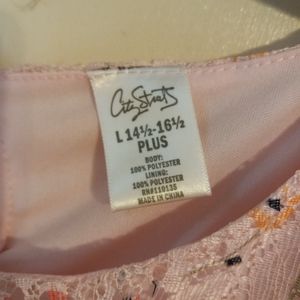 City Streets
L 14½-16½
PLUS
BODY:
100% POLYESTER
LINING:
100% POLYESTER
RN#110135
MADE IN CHINA